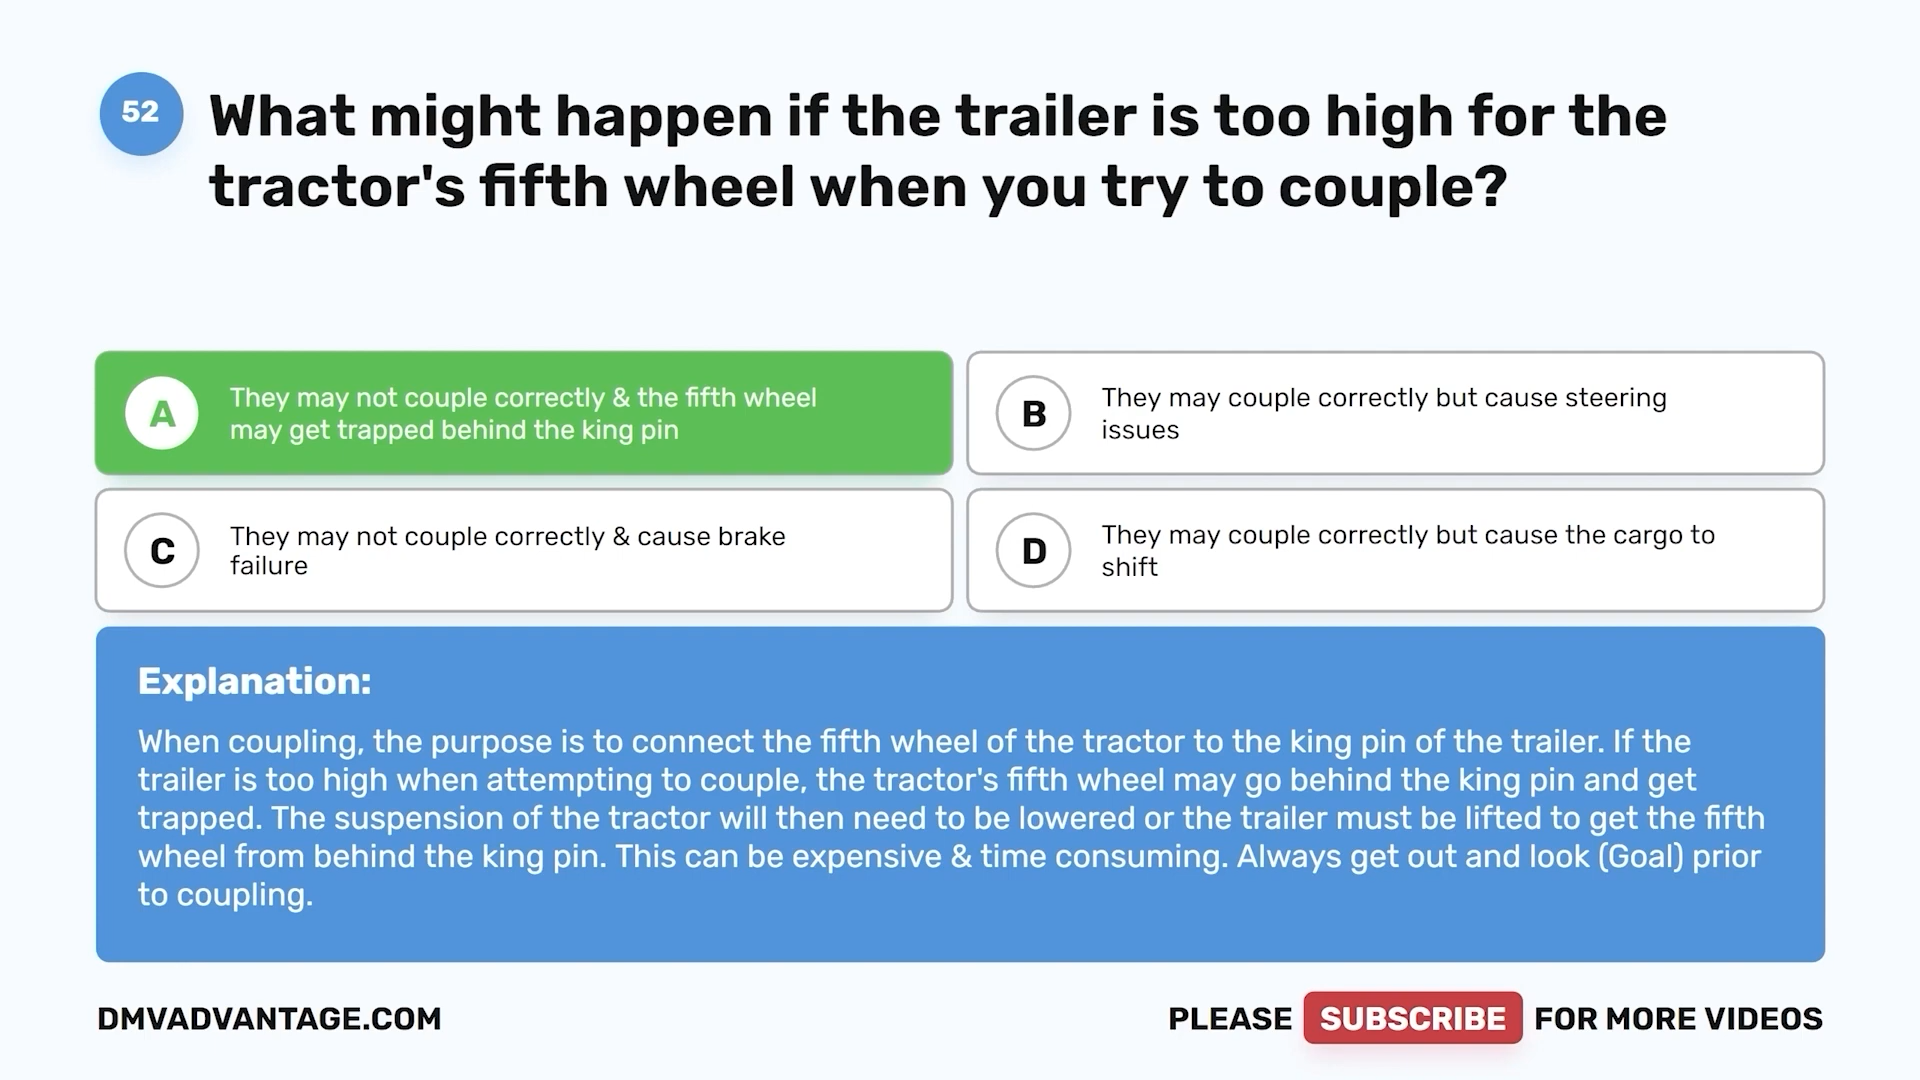 52
What might happen if the trailer is too high for the
tractor's fifth wheel when you try to couple?
A
They may not couple correctly & the fifth wheel
may get trapped behind the king pin
B
They may couple correctly but cause steering
issues
C
They may not couple correctly & cause brake
failure
D
They may couple correctly but cause the cargo to
shift
Explanation:
When coupling, the purpose is to connect the fifth wheel of the tractor to the king pin of the trailer. If the
trailer is too high when attempting to couple, the tractor's fifth wheel may go behind the king pin and get
trapped. The suspension of the tractor will then need to be lowered or the trailer must be lifted to get the fifth
wheel from behind the king pin. This can be expensive & time consuming. Always get out and look (Goal) prior
to coupling.
DMVADVANTAGE.COM
PLEASE SUBSCRIBE FOR MORE VIDEOS